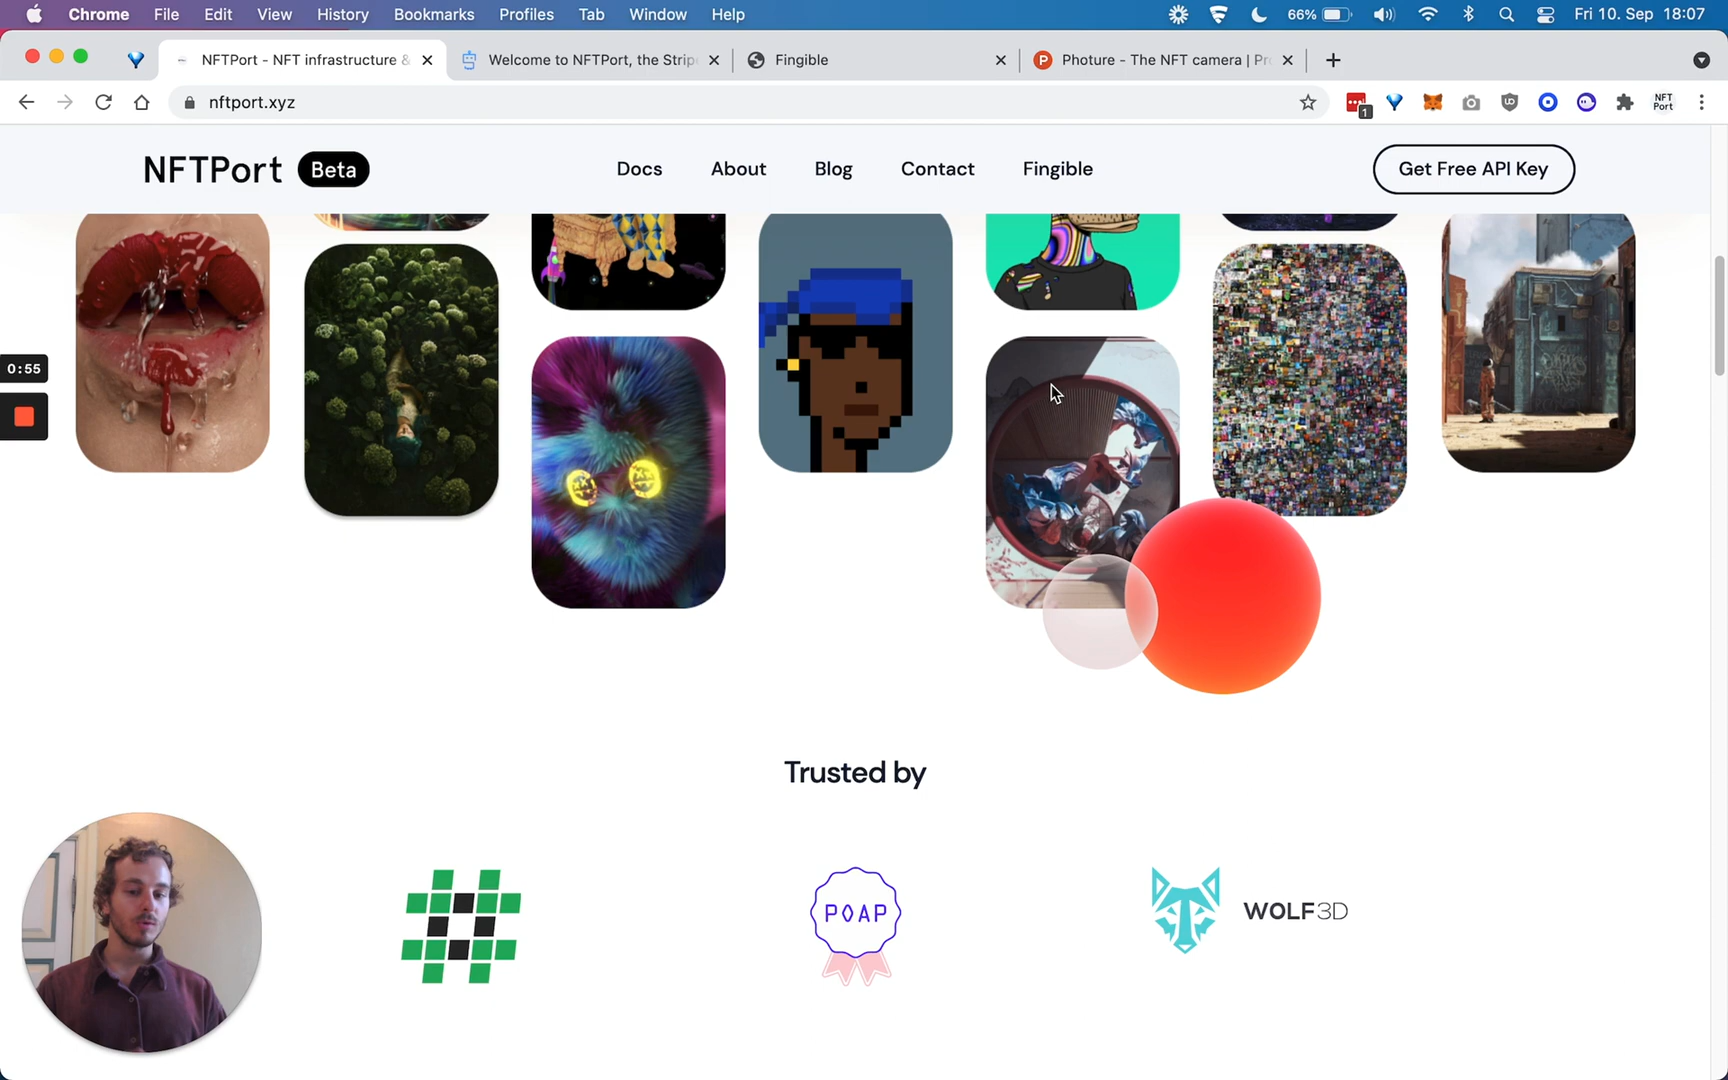 Chrome File Edit View History Bookmarks Profiles Tab Window Help 66% Fri 10. Sep 18:07
NFTPort - NFT infrastructure & Welcome to NFTPort, the Strip Fingible Photure - The NFT camera | Pr
nftport.xyz 1 NFT Port
NFTPort Beta Docs About Blog Contact Fingible Get Free API Key
0:55
Trusted by
POAP
WOLF3D